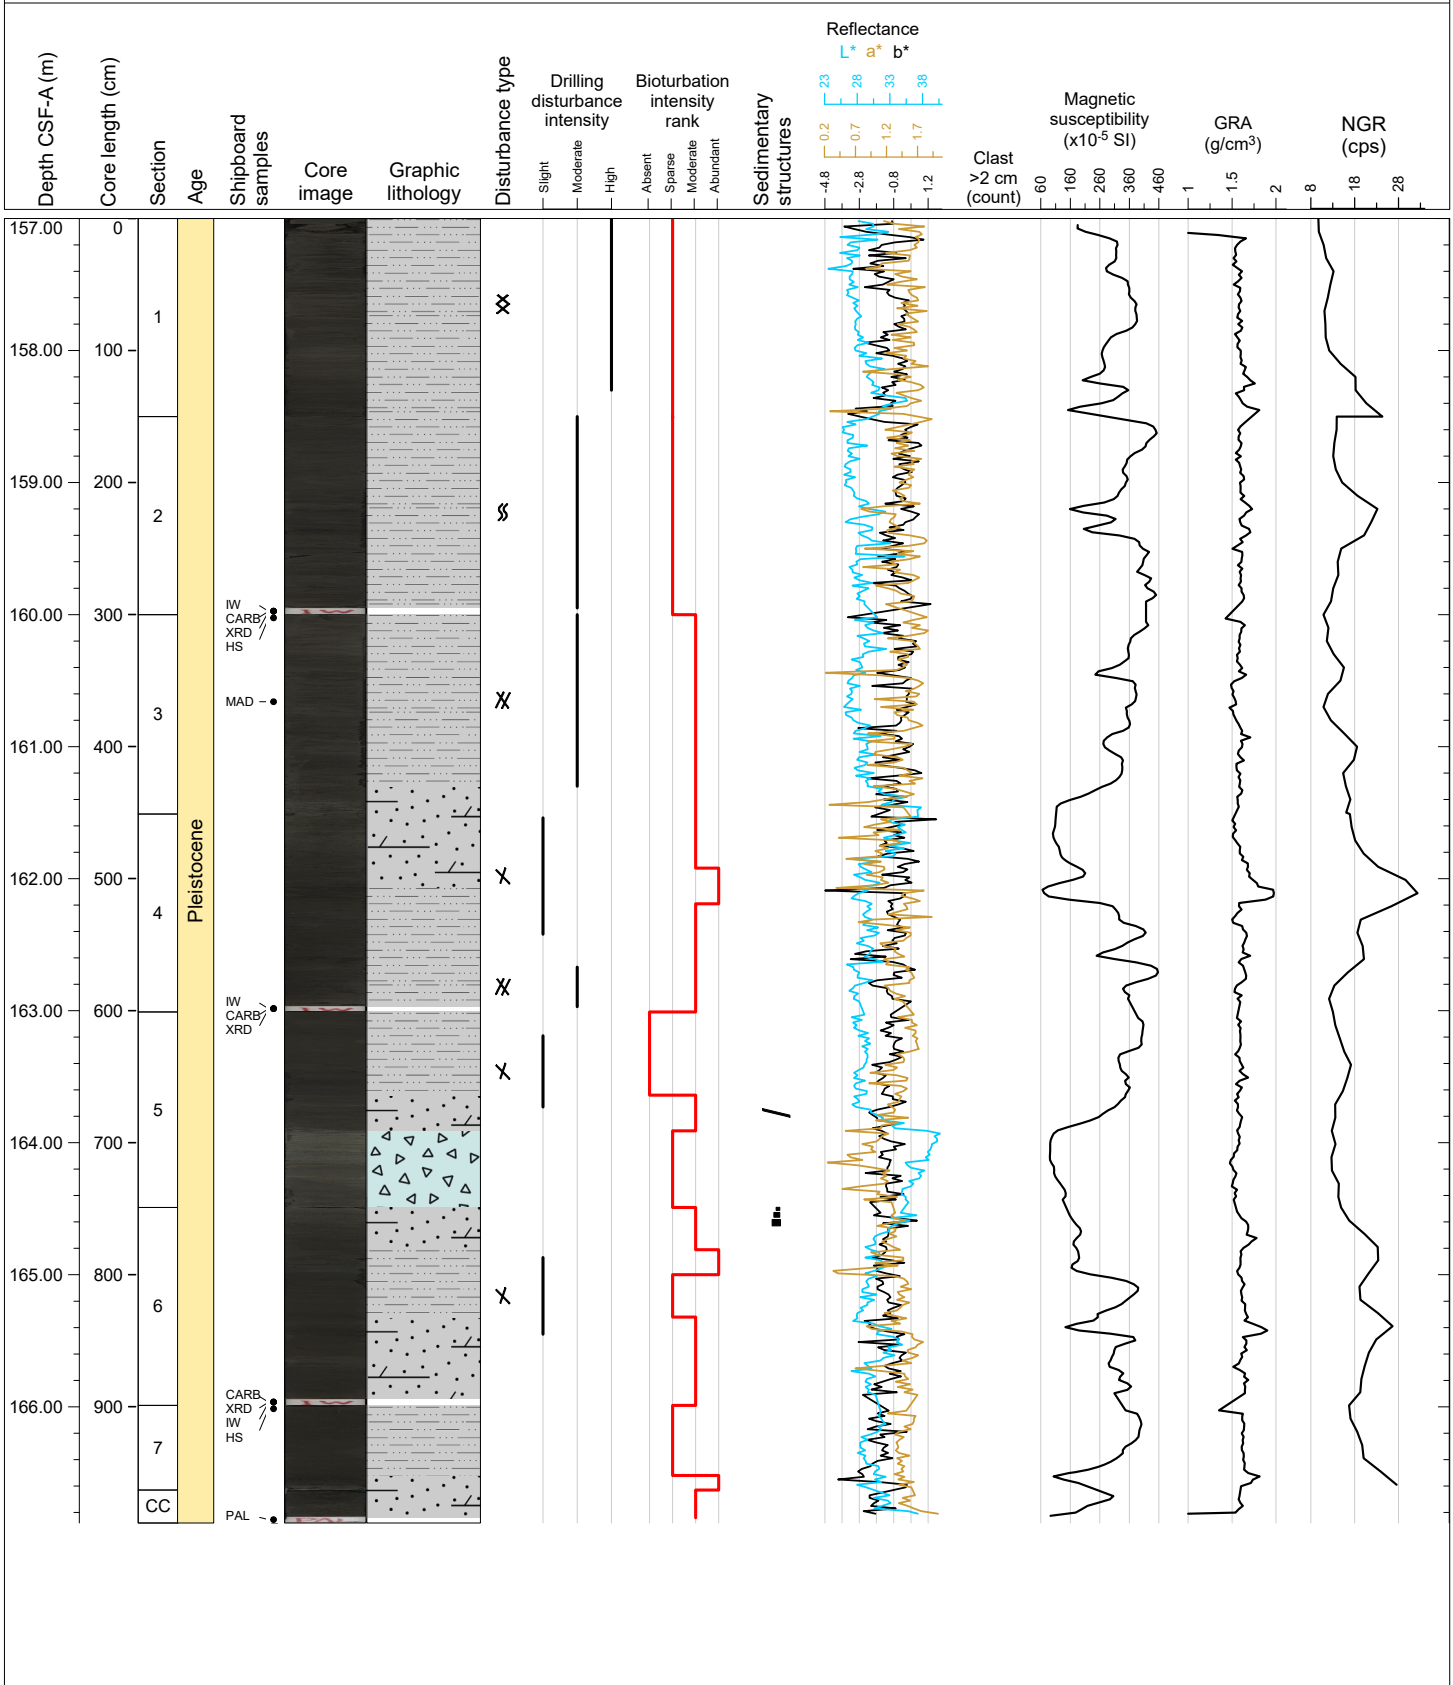 Depth CSF-A (m)
Core length (cm)
Section
Age
Shipboard
samples
Core
image
Graphic
lithology
Disturbance type
Drilling
disturbance
intensity
Slight
Moderate
High
Bioturbation
intensity
rank
Absent
Sparse
Moderate
Abundant
Sedimentary
structures
Reflectance
L* a* b*
23 28 33 38
0.2 0.7 1.2 1.7
-4.8 -2.8 -0.8 1.2
Clast
>2 cm
(count)
Magnetic
susceptibility
(x10-5 SI)
60 160 260 360 460
GRA
(g/cm3)
1 1.5 2
NGR
(cps)
8 18 28
157.00 0
1
158.00 100
159.00 200
2
IW
CARB
XRD
HS
160.00 300
MAD
3
161.00 400
Pleistocene
162.00 500
4
IW
CARB
XRD
163.00 600
5
164.00 700
165.00 800
6
CARB
XRD
IW
HS
166.00 900
7
CC
PAL
IW
IW
IW
PAL